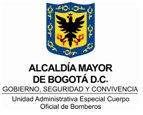 ALCALDÍA MAYOR
DE BOGOTÁ D.C.
GOBIERNO, SEGURIDAD Y CONVIVENCIA
Unidad Administrativa Especial Cuerpo
Oficial de Bomberos